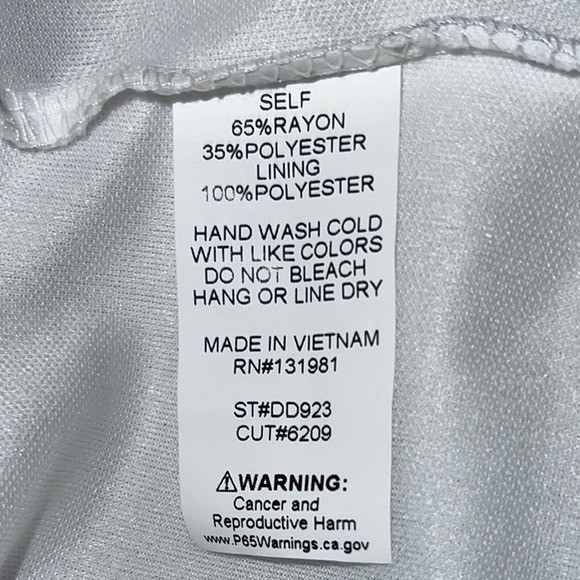 SELF
65%RAYON
35%POLYESTER
LINING
100%POLYESTER
HAND WASH COLD
WITH LIKE COLORS
DO NOT BLEACH
HANG OR LINE DRY
MADE IN VIETNAM
RN#131981
ST#DD923
CUT#6209
⚠WARNING:
Cancer and
Reproductive Harm
www.P65Warnings.ca.gov